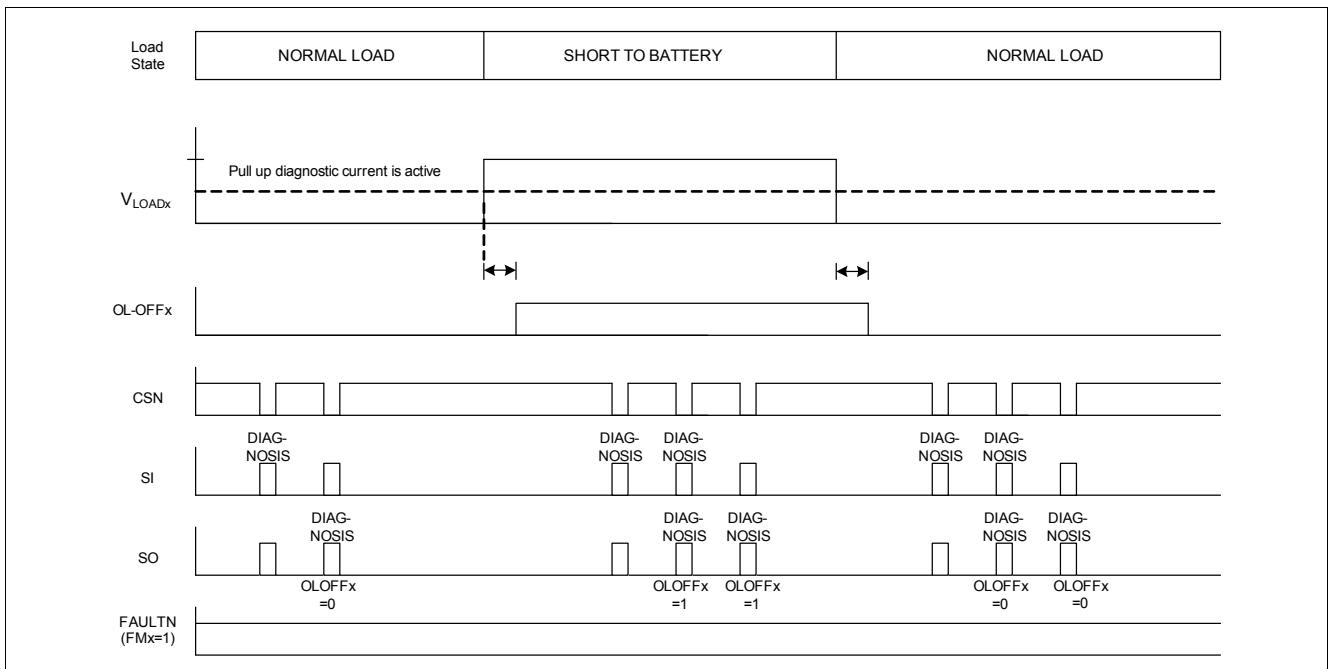 Load
State
NORMAL LOAD
SHORT TO BATTERY
NORMAL LOAD
Pull up diagnostic current is active
VLOADx
OL-OFFx
CSN
DIAG-
NOSIS
DIAG-
NOSIS
DIAG-
NOSIS
DIAG-
NOSIS
DIAG-
NOSIS
SI
DIAG-
NOSIS
DIAG-
NOSIS
DIAG-
NOSIS
DIAG-
NOSIS
DIAG-
NOSIS
SO
OLOFFx
=0
OLOFFx
=1
OLOFFx
=1
OLOFFx
=0
OLOFFx
=0
FAULTN
(FMx=1)